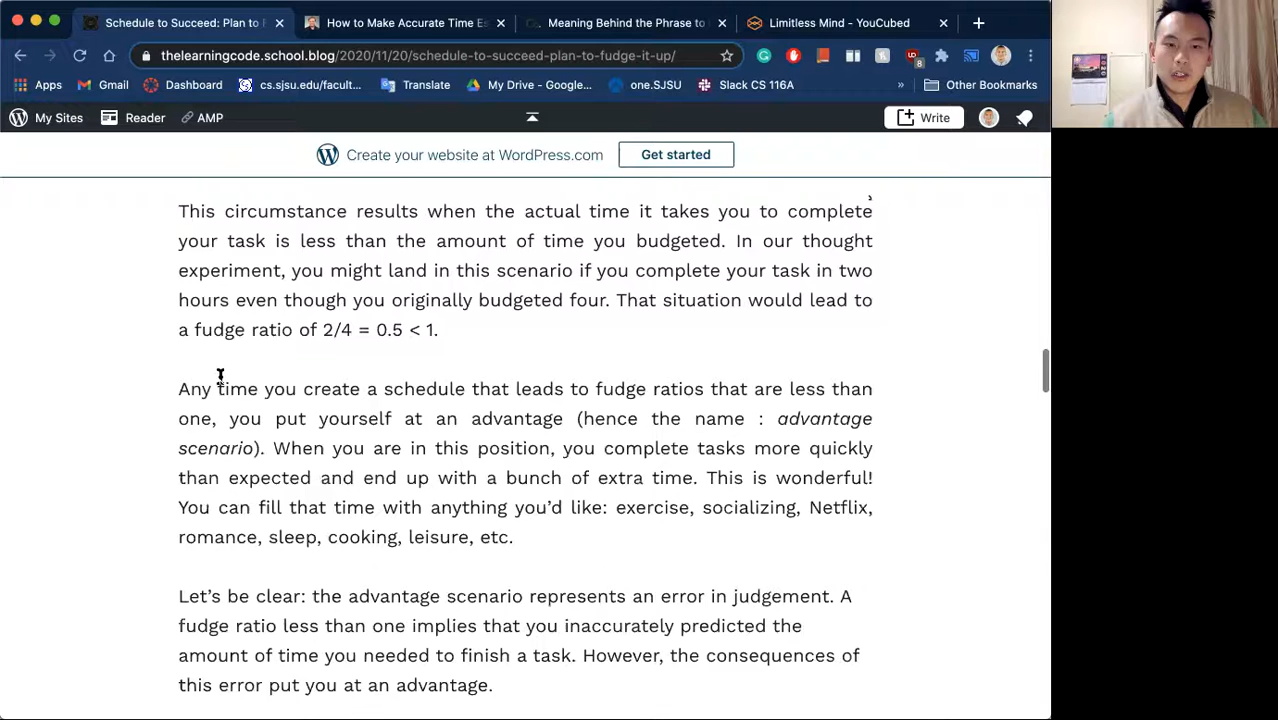 Schedule to Succeed: Plan to F
How to Make Accurate Time Es
Meaning Behind the Phrase to
Limitless Mind - YouCubed
thelearningcode.school.blog/2020/11/20/schedule-to-succeed-plan-to-fudge-it-up/
8
Apps
Gmail
Dashboard
cs.sjsu.edu/facult...
Translate
My Drive - Google...
one.SJSU
Slack CS 116A
»
Other Bookmarks
My Sites
Reader
AMP
Write
Create your website at WordPress.com
Get started
This circumstance results when the actual time it takes you to complete
your task is less than the amount of time you budgeted. In our thought
experiment, you might land in this scenario if you complete your task in two
hours even though you originally budgeted four. That situation would lead to
a fudge ratio of 2/4 = 0.5 < 1.
Any time you create a schedule that leads to fudge ratios that are less than
one, you put yourself at an advantage (hence the name : advantage
scenario). When you are in this position, you complete tasks more quickly
than expected and end up with a bunch of extra time. This is wonderful!
You can fill that time with anything you’d like: exercise, socializing, Netflix,
romance, sleep, cooking, leisure, etc.
Let’s be clear: the advantage scenario represents an error in judgement. A
fudge ratio less than one implies that you inaccurately predicted the
amount of time you needed to finish a task. However, the consequences of
this error put you at an advantage.